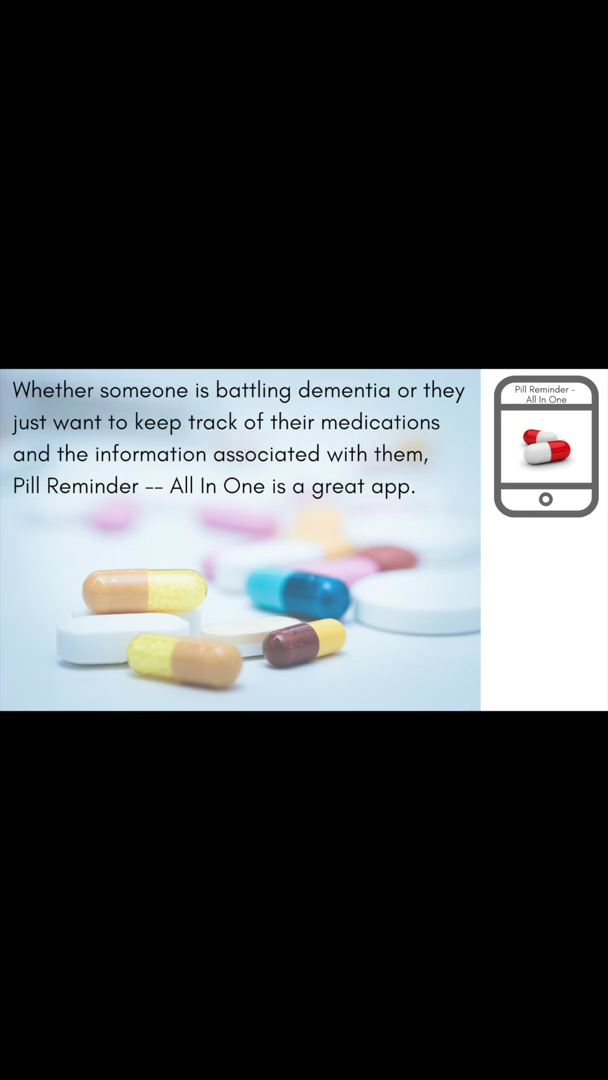 Whether someone is battling dementia or they
just want to keep track of their medications
and the information associated with them,
Pill Reminder -- All In One is a great app.
Pill Reminder -
All In One